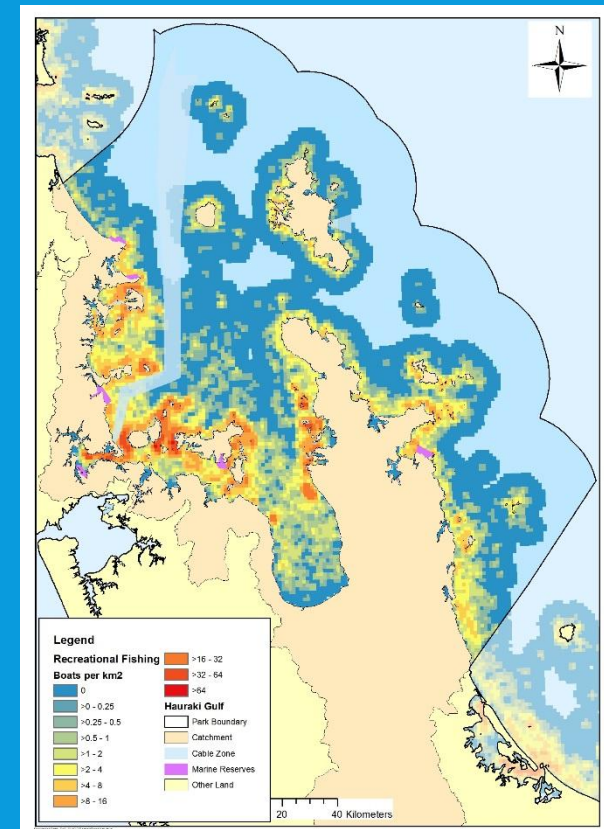 N
Legend
Recreational Fishing
Boats per km2
0
>0 - 0.25
>0.25 - 0.5
>0.5 - 1
>1 - 2
>2 - 4
>4 - 8
>8 - 16
>16 - 32
>32 - 64
>64
Hauraki Gulf
Park Boundary
Catchment
Cable Zone
Marine Reserves
Other Land
20 40 Kilometers